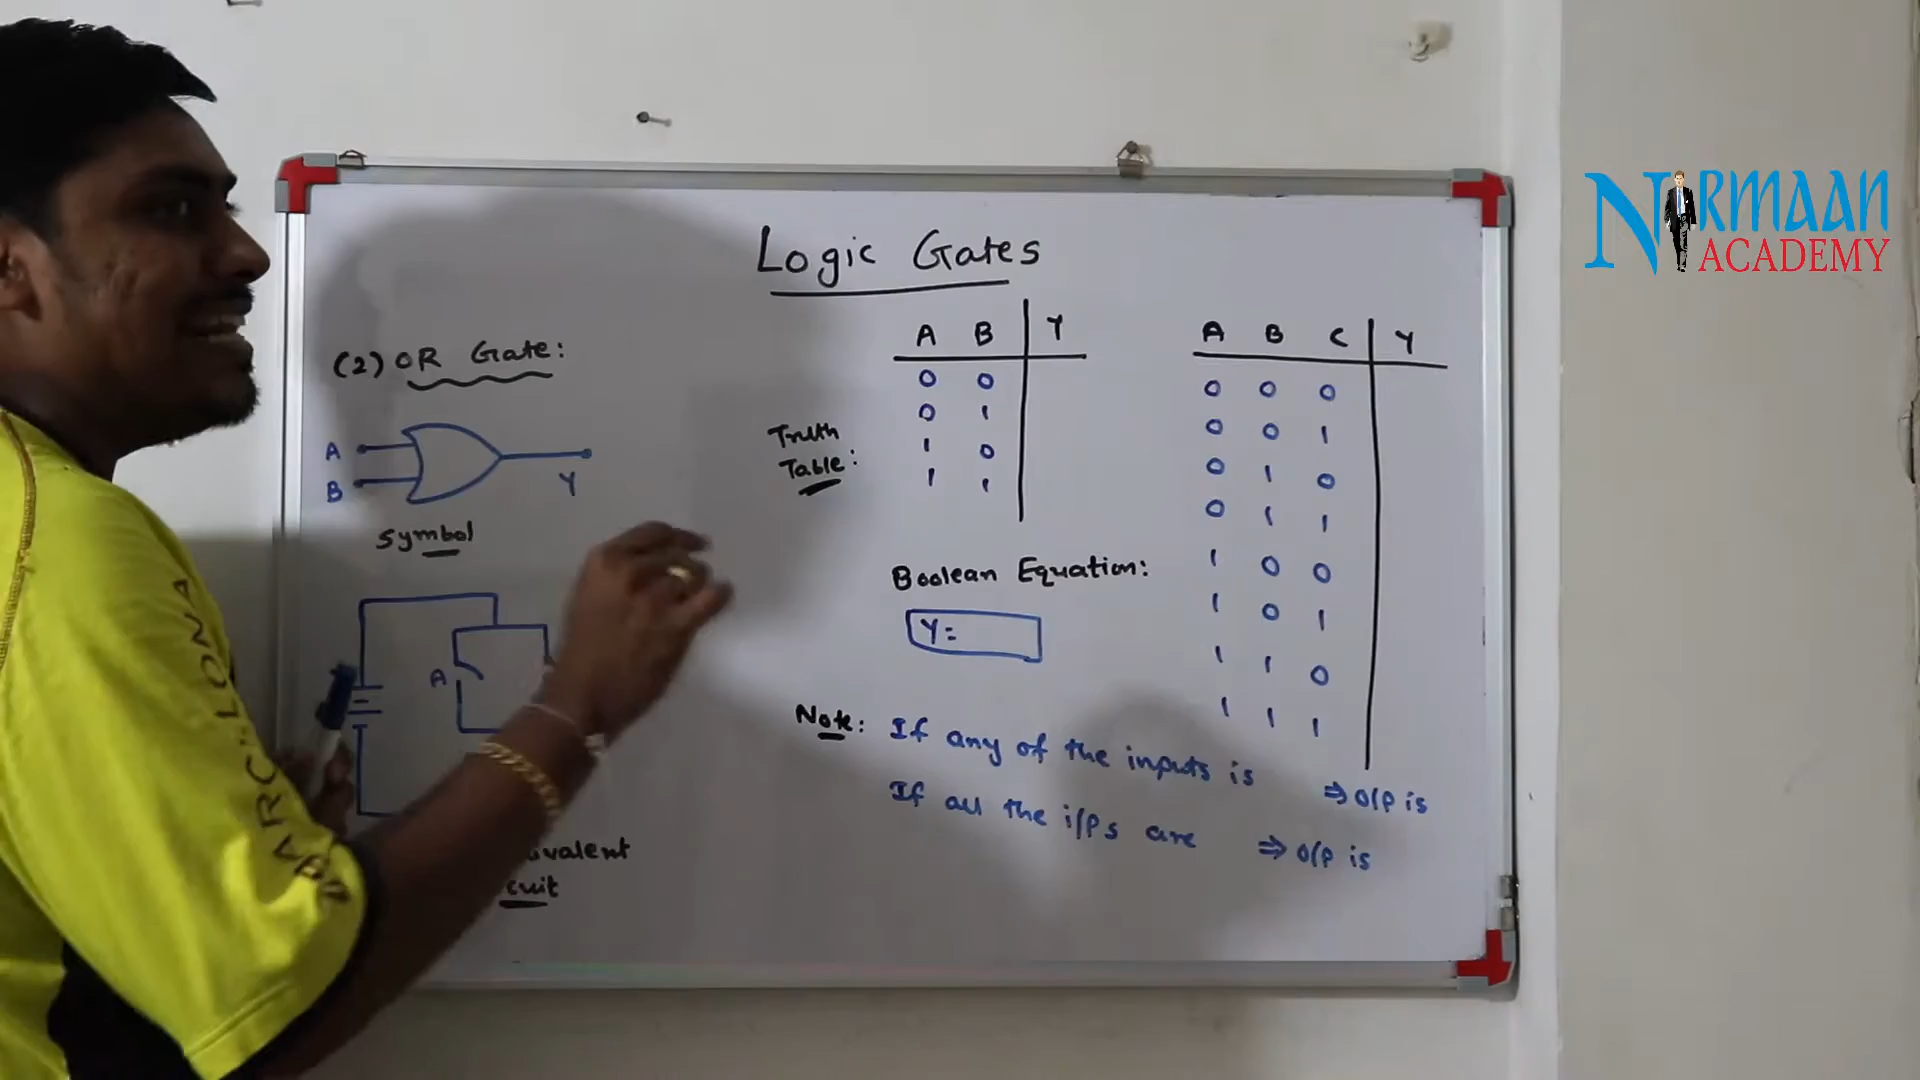 NIRMAAN
ACADEMY
Logic Gates
(2) OR Gate:
A
B
Y
symbol
A
cuit
Truth
Table:
A B Y
0 0
0 1
1 0
1 1
Boolean Equation:
Y=
A B C Y
0 0 0
0 0 1
0 1 0
0 1 1
1 0 0
1 0 1
1 1 0
1 1 1
Note: If any of the inputs is ⇒ O/P is
If all the i/Ps are ⇒ O/P is